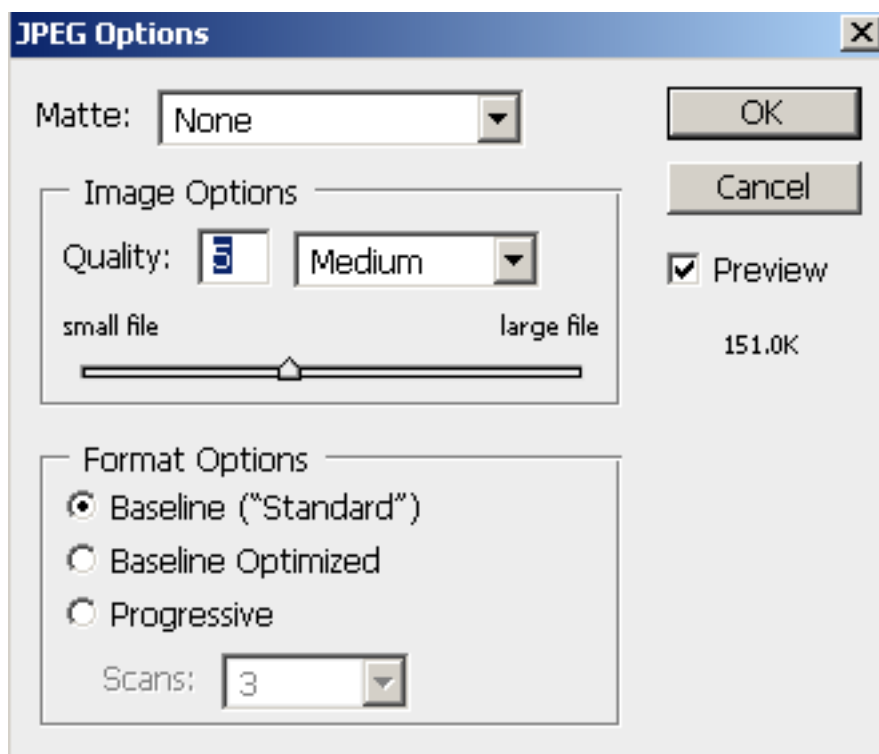 JPEG Options
Matte: None
OK
Cancel
Image Options
Quality: 5 Medium
Preview
small file large file
151.0K
Format Options
Baseline (“Standard”)
Baseline Optimized
Progressive
Scans: 3